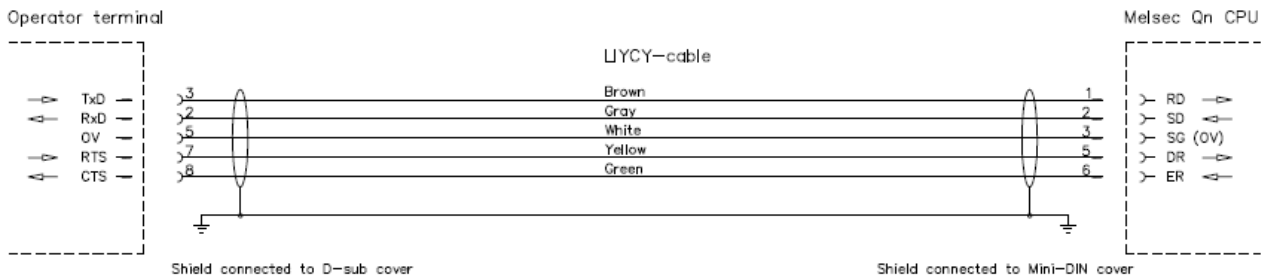 Operator terminal
Melsec Qn CPU
LIYCY-cable
TxD 3 Brown 1 RD
RxD 2 Gray 2 SD
0V 5 White 3 SG (0V)
RTS 7 Yellow 5 DR
CTS 8 Green 6 ER
Shield connected to D-sub cover
Shield connected to Mini-DIN cover